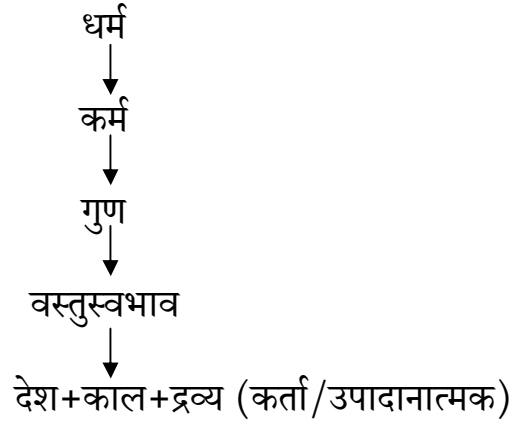 धर्म
कर्म
गुण
वस्तुस्वभाव
देश+काल+द्रव्य (कर्ता/उपादानात्मक)